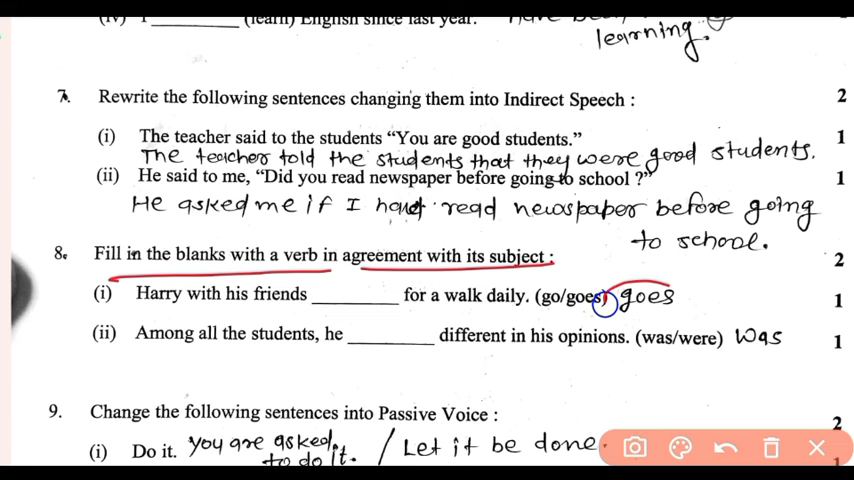 (iv) I ________ (learn) English since last year. have been
learning.
7. Rewrite the following sentences changing them into Indirect Speech : 2
(i) The teacher said to the students “You are good students.” 1
The teacher told the students that they were good students.
(ii) He said to me, “Did you read newspaper before going to school ?” 1
He asked me if I had read newspaper before going
to school.
8. Fill in the blanks with a verb in agreement with its subject : 2
(i) Harry with his friends ________ for a walk daily. (go/goes) goes 1
(ii) Among all the students, he ________ different in his opinions. (was/were) was 1
9. Change the following sentences into Passive Voice : 2
(i) Do it. You are asked / Let it be done.
to do it.